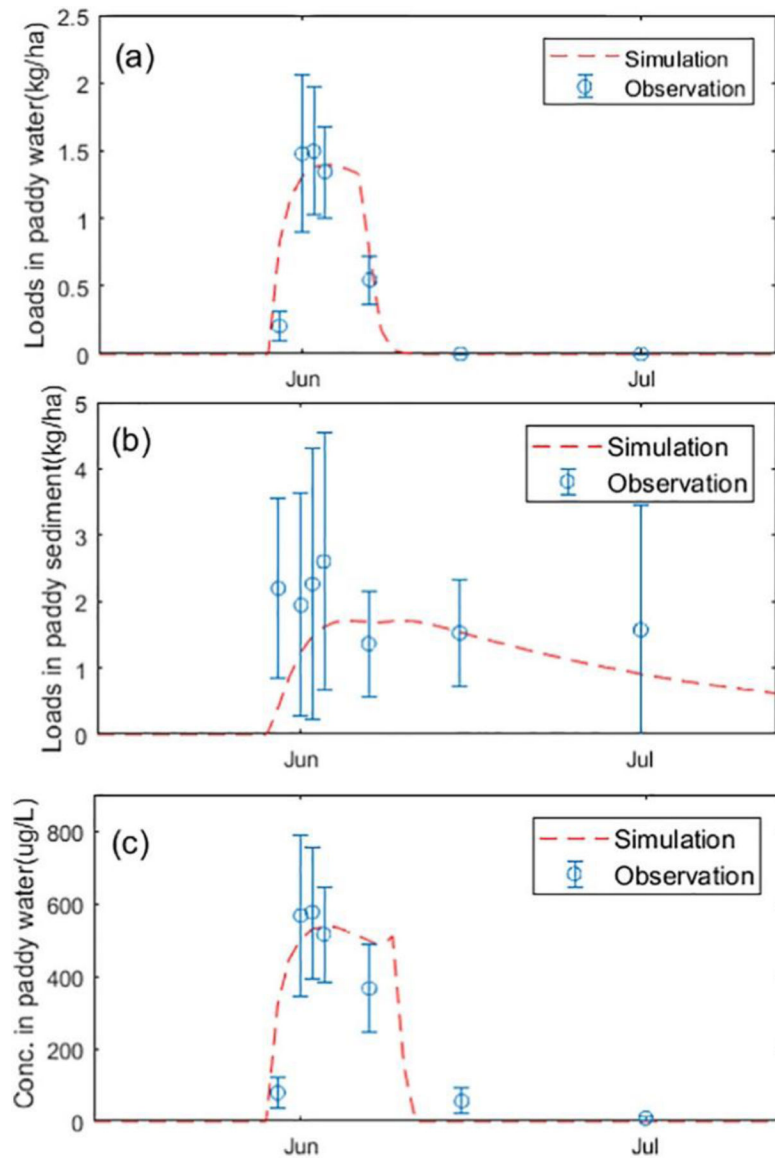 (a)
Loads in paddy water(kg/ha)
2.5
2
1.5
1
0.5
0
Jun
Jul
Simulation
Observation
(b)
Loads in paddy sediment(kg/ha)
5
4
3
2
1
0
Jun
Jul
Simulation
Observation
(c)
Conc. in paddy water(ug/L)
800
600
400
200
0
Jun
Jul
Simulation
Observation